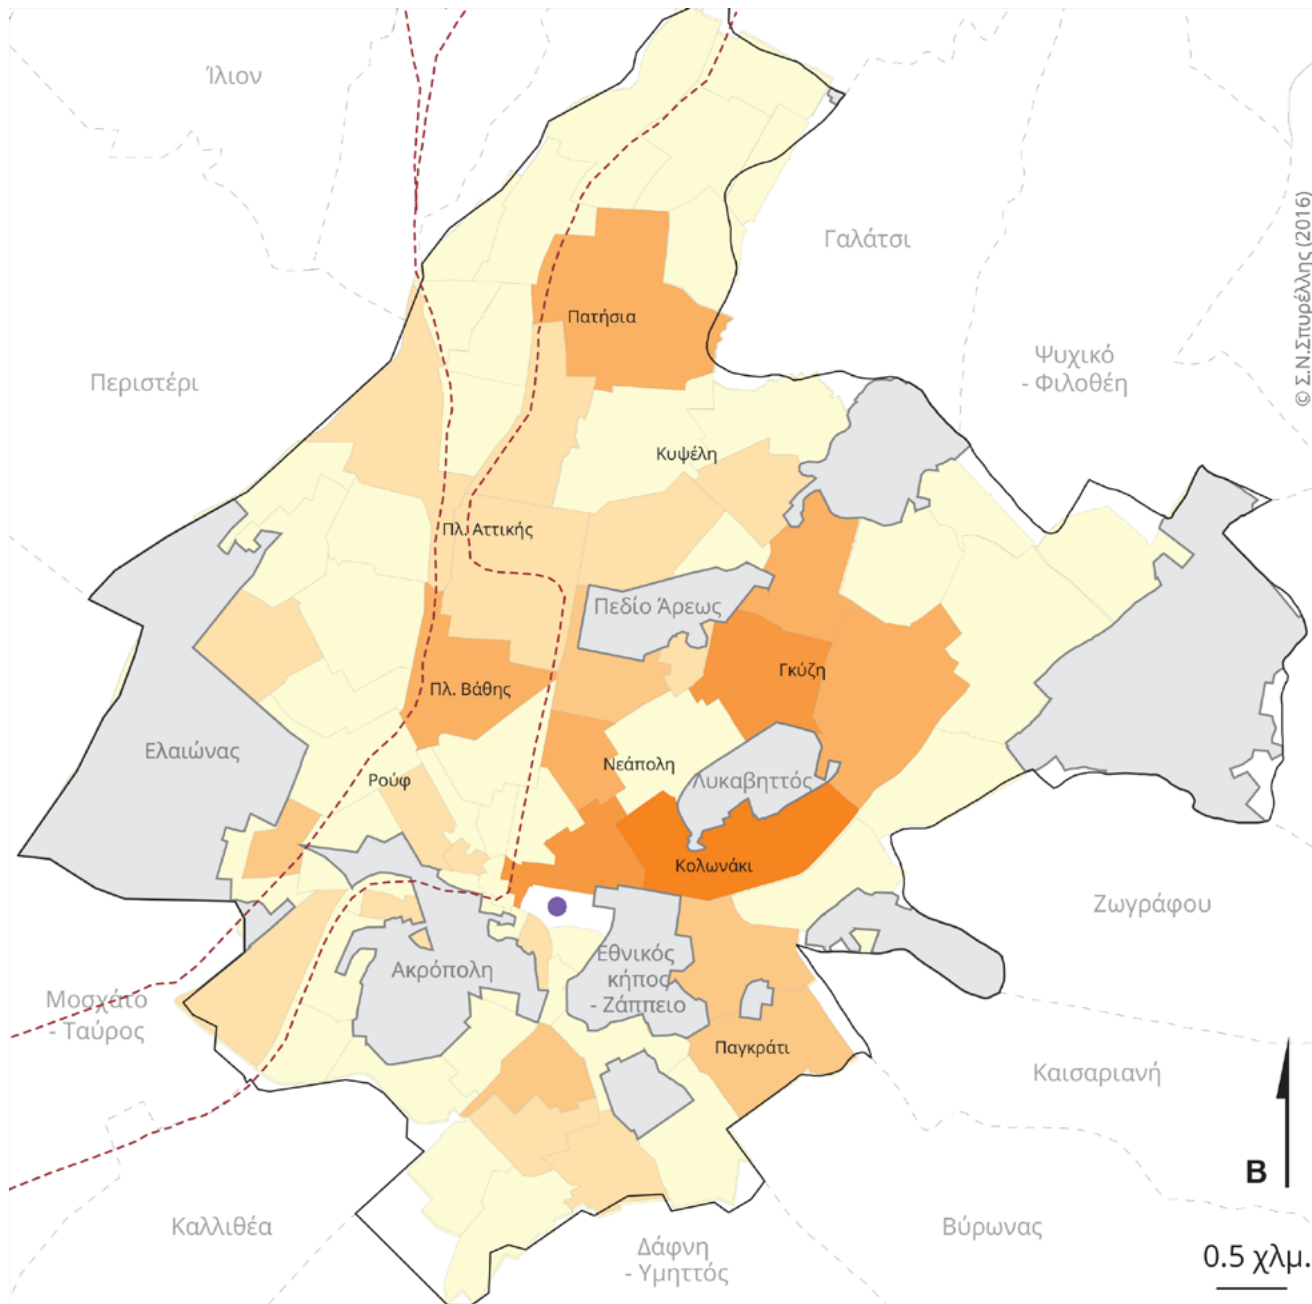 Ίλιον
© Σ.Ν.Σπυρέλλης (2016)
Γαλάτσι
Πατήσια
Ψυχικό
- Φιλοθέη
Περιστέρι
Κυψέλη
Πλ. Αττικής
Πεδίο Άρεως
Γκύζη
Πλ. Βάθης
Ελαιώνας
Νεάπολη
Ρούφ
Λυκαβηττός
Κολωνάκι
Ζωγράφου
Εθνικός
κήπος
- Ζάππειο
Ακρόπολη
Μοσχάτο
- Ταύρος
Παγκράτι
Καισαριανή
Β
Καλλιθέα
Βύρωνας
Δάφνη
- Υμηττός
0.5 χλμ.